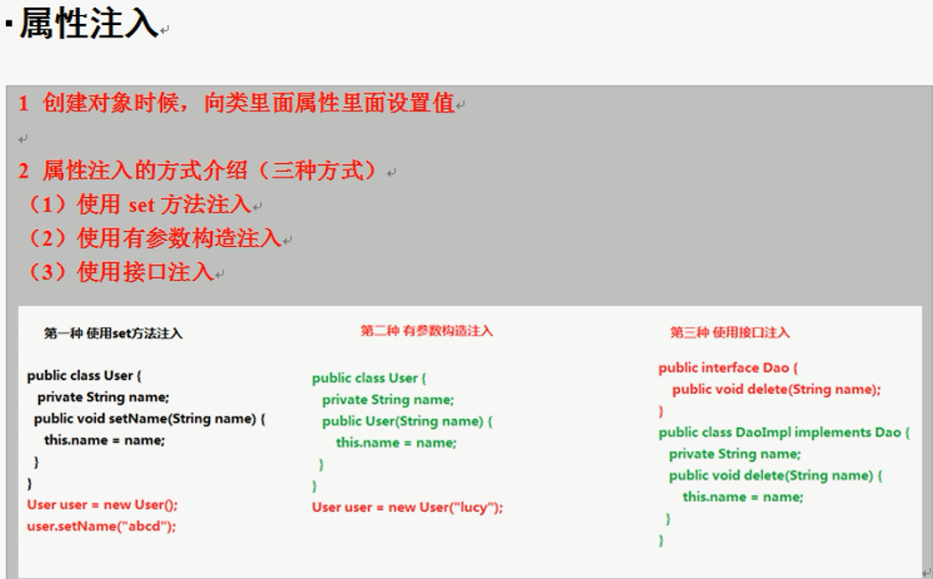 属性注入
1 创建对象时候，向类里面属性里面设置值
2 属性注入的方式介绍（三种方式）
（1）使用 set 方法注入
（2）使用有参数构造注入
（3）使用接口注入
第一种 使用set方法注入
public class User {
private String name;
public void setName(String name) {
this.name = name;
}
}
User user = new User();
user.setName("abcd");
第二种 有参数构造注入
public class User {
private String name;
public User(String name) {
this.name = name;
}
}
User user = new User("lucy");
第三种 使用接口注入
public interface Dao {
public void delete(String name);
}
public class DaoImpl implements Dao {
private String name;
public void delete(String name) {
this.name = name;
}
}